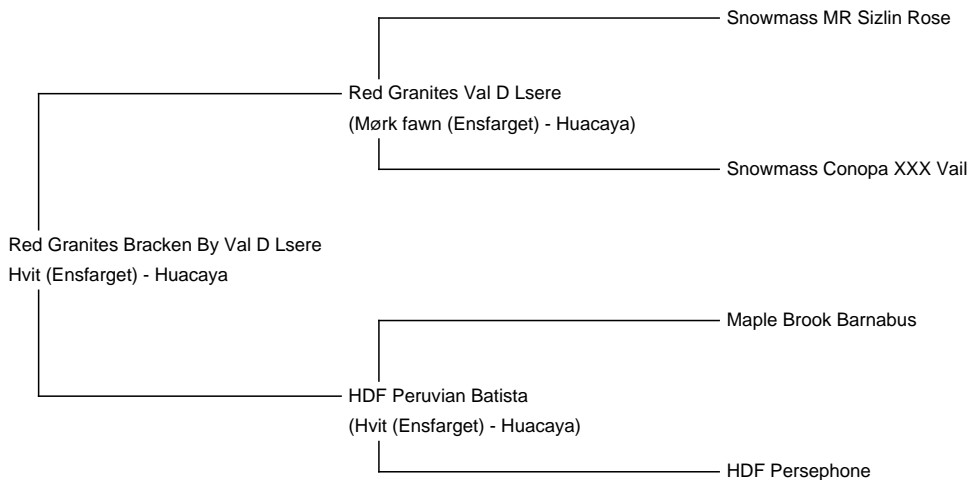 Snowmass MR Sizlin Rose
Red Granites Val D Lsere
(Mørk fawn (Ensfarget) - Huacaya)
Snowmass Conopa XXX Vail
Red Granites Bracken By Val D Lsere
Hvit (Ensfarget) - Huacaya
Maple Brook Barnabus
HDF Peruvian Batista
(Hvit (Ensfarget) - Huacaya)
HDF Persephone